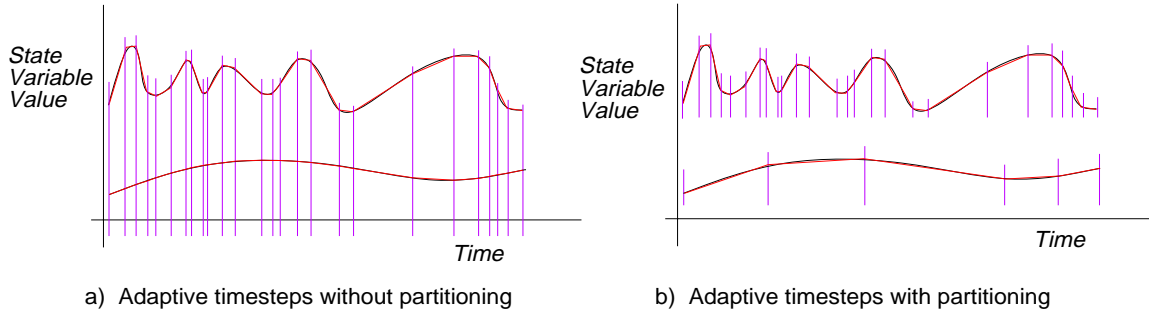 State
Variable
Value
Time
a) Adaptive timesteps without partitioning
State
Variable
Value
Time
b) Adaptive timesteps with partitioning